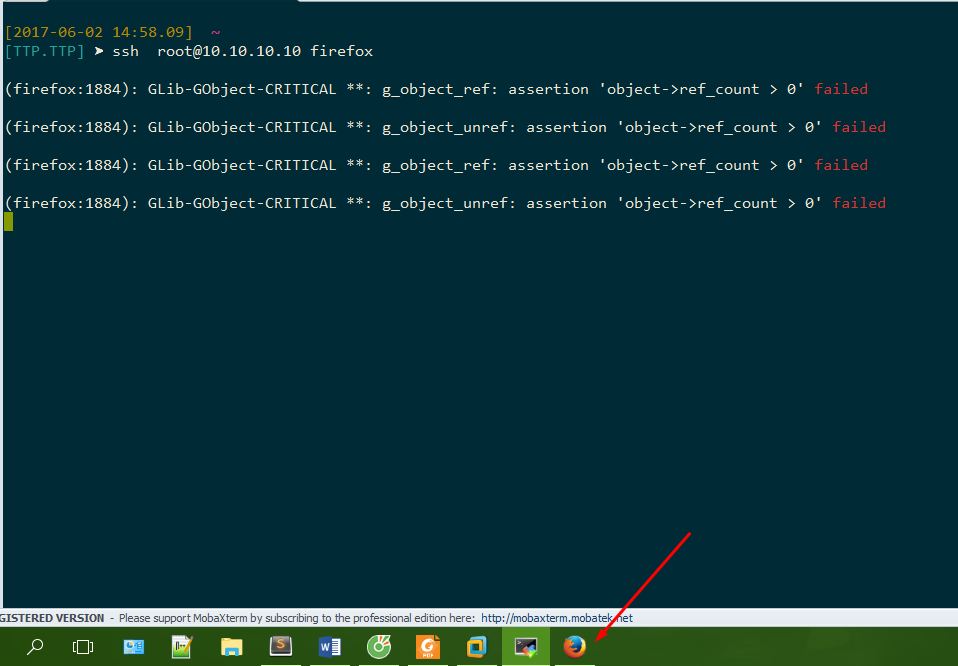 [2017-06-02 14:58.09] ~
[TTP.TTP] ➤ ssh  root@10.10.10.10 firefox
(firefox:1884): GLib-GObject-CRITICAL **: g_object_ref: assertion 'object->ref_count > 0' failed
(firefox:1884): GLib-GObject-CRITICAL **: g_object_unref: assertion 'object->ref_count > 0' failed
(firefox:1884): GLib-GObject-CRITICAL **: g_object_ref: assertion 'object->ref_count > 0' failed
(firefox:1884): GLib-GObject-CRITICAL **: g_object_unref: assertion 'object->ref_count > 0' failed
GISTERED VERSION - Please support MobaXterm by subscribing to the professional edition here: http://mobaxterm.mobatek.net